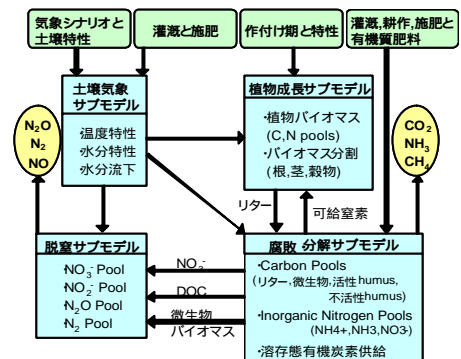 気象シナリオと
土壌特性
灌漑と施肥
作付け期と特性
灌漑,耕作,施肥と
有機質肥料
土壌気象
サブモデル
・温度特性
・水分特性
・水分流下
植物成長サブモデル
・植物バイオマス
(C,N pools)
・バイオマス分割
(根,茎,穀物)
N₂O
N₂
NO
CO₂
NH₃
CH₄
リター
可給窒素
脱窒サブモデル
・NO₃⁻ Pool
・NO₂⁻ Pool
・N₂O Pool
・N₂ Pool
NO₃⁻
DOC
微生物
バイオマス
腐敗 分解サブモデル
・Carbon Pools
(リター,微生物,活性humus,
不活性humus)
・Inorganic Nitrogen Pools
(NH4+,NH3,NO3-)
・溶存態有機炭素供給